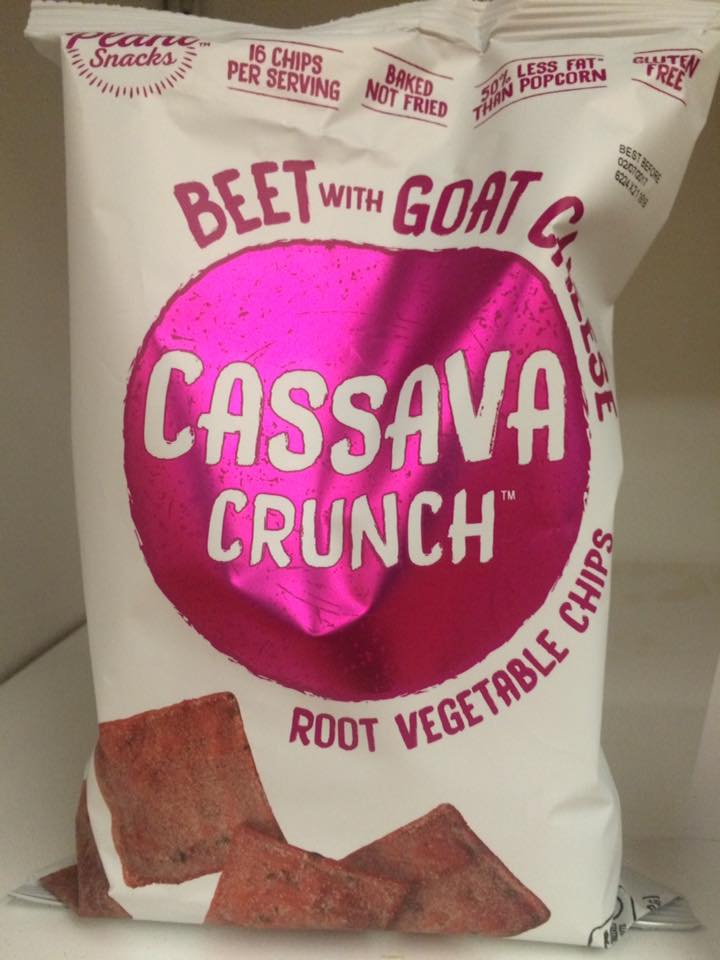 Plant™
Snacks
16 CHIPS
PER SERVING
BAKED
NOT FRIED
50% LESS FAT
THAN POPCORN
GLUTEN
FREE
BEST BEFORE
BEET WITH GOAT CHEESE
CASSAVA
CRUNCH™
ROOT VEGETABLE CHIPS